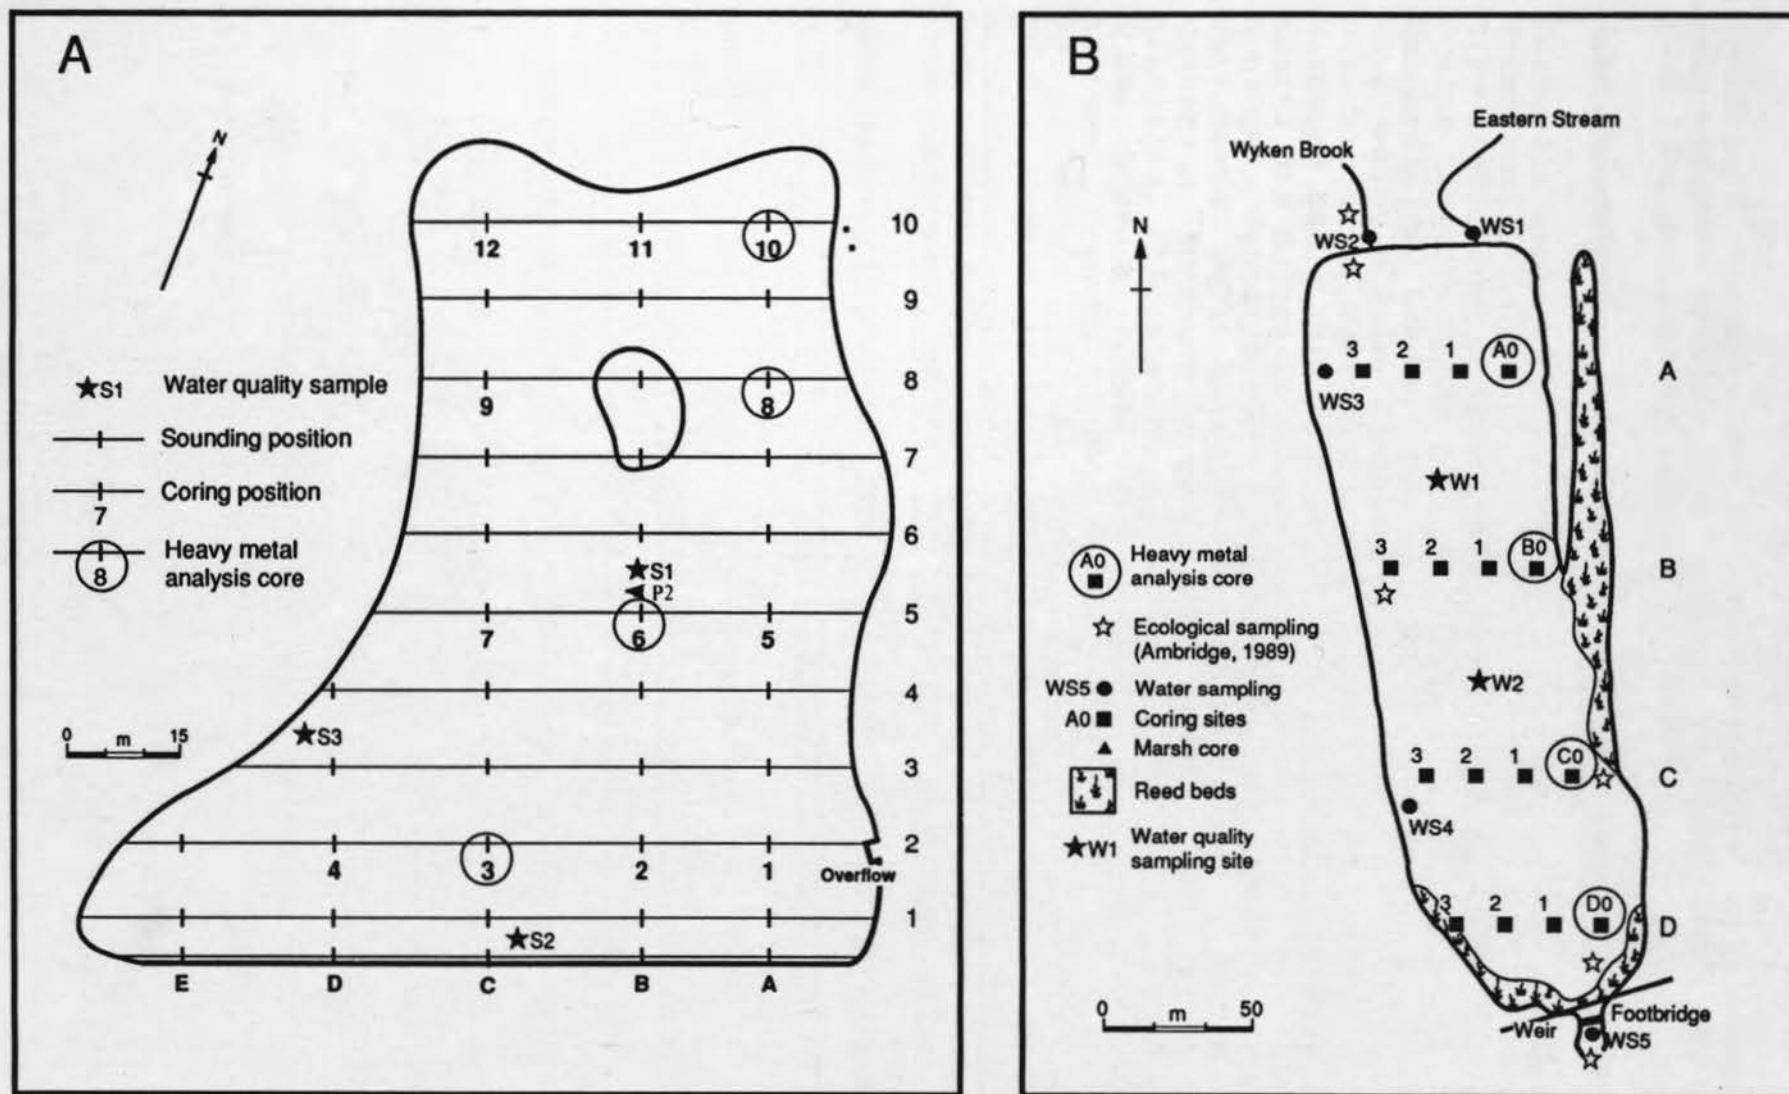 A
N
S1 Water quality sample
Sounding position
Coring position
7
Heavy metal
analysis core
8
0 m 15
12 11 10 10
9
8
9 8
7
6
S1
P2
5
7 6 5
4
S3
3
2
4 3 2 1
Overflow
1
S2
E D C B A
B
Eastern Stream
Wyken Brook
N
WS2 WS1
3 2 1 A0 A
WS3
W1
3 2 1 B0 B
A0 Heavy metal
analysis core
Ecological sampling
(Ambridge, 1989)
WS5 Water sampling
A0 Coring sites
Marsh core
Reed beds
W1 Water quality
sampling site
W2
3 2 1 C0 C
WS4
3 2 1 D0 D
0 m 50
Footbridge
Weir WS5